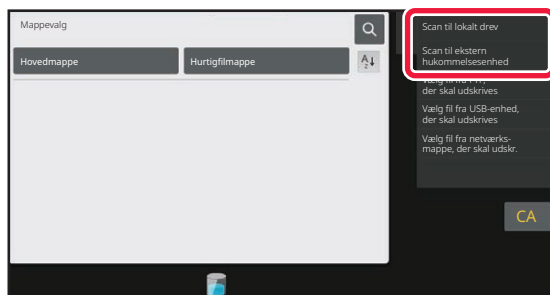 Mappevalg
Hovedmappe
Hurtigfilmappe
A
Z
Scan til lokalt drev
Scan til ekstern
hukommelsesenhed
der skal udskrives
Vælg fil fra USB-enhed,
der skal udskrives
Vælg fil fra netværks-
mappe, der skal udskr.
CA